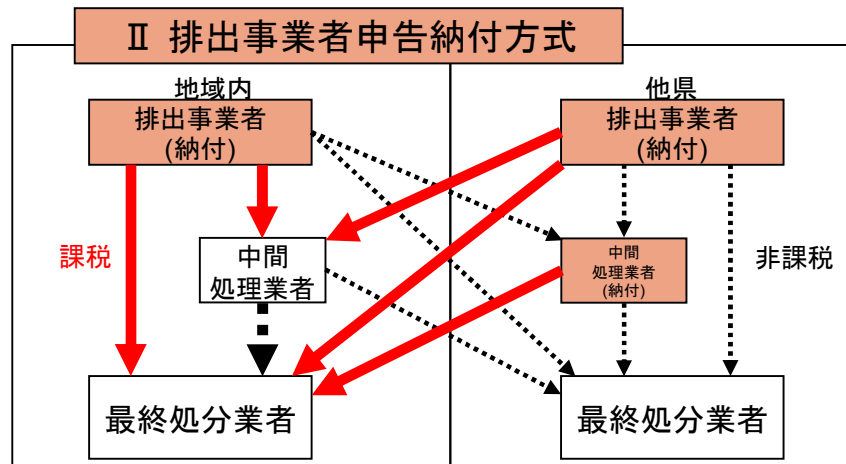 Ⅱ 排出事業者申告納付方式
地域内
排出事業者
(納付)
課税
中間
処理業者
最終処分業者
他県
排出事業者
(納付)
中間
処理業者
(納付)
非課税
最終処分業者